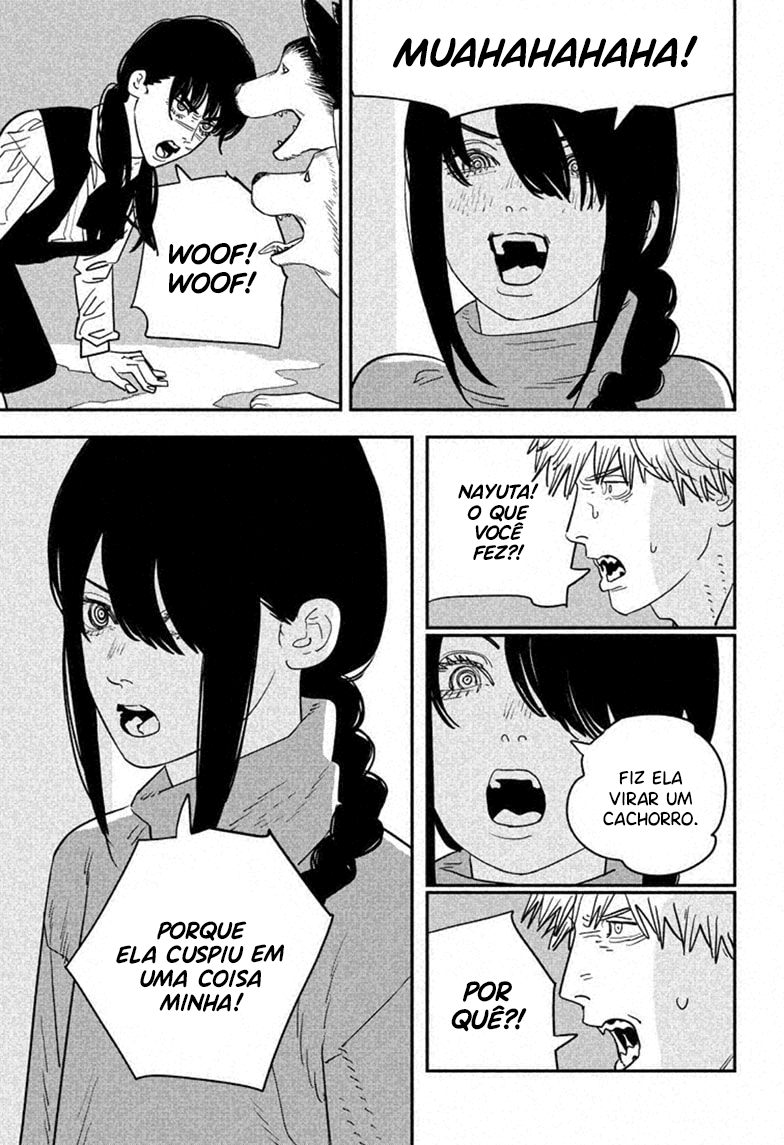 MUAHAHAHAHA!
WOOF!
WOOF!
NAYUTA!
O QUE
VOCÊ
FEZ?!
FIZ ELA
VIRAR UM
CACHORRO.
POR
QUÊ?!
PORQUE
ELA CUSPIU EM
UMA COISA
MINHA!